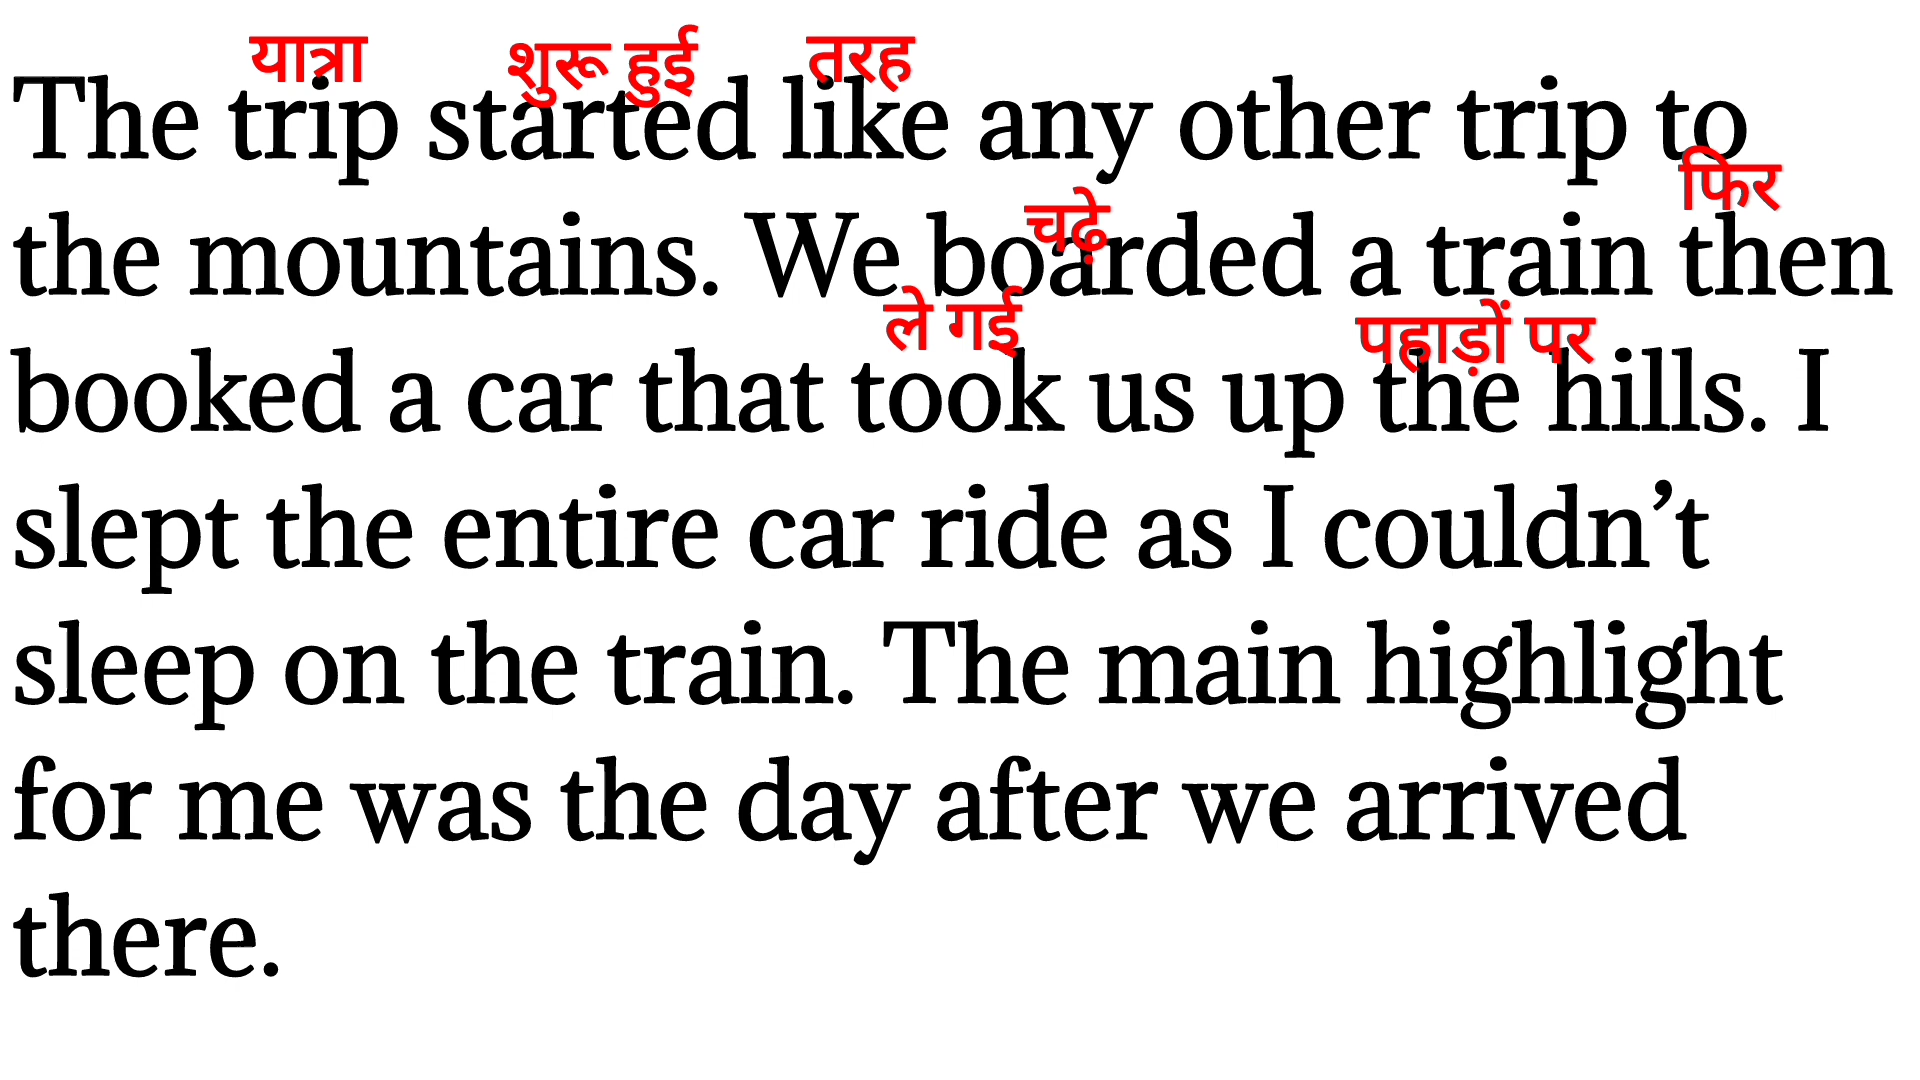 यात्रा शुरू हुई तरह
The trip started like any other trip to
चढ़े फिर
the mountains. We boarded a train then
ले गई पहाड़ों पर
booked a car that took us up the hills. I
slept the entire car ride as I couldn’t
sleep on the train. The main highlight
for me was the day after we arrived
there.